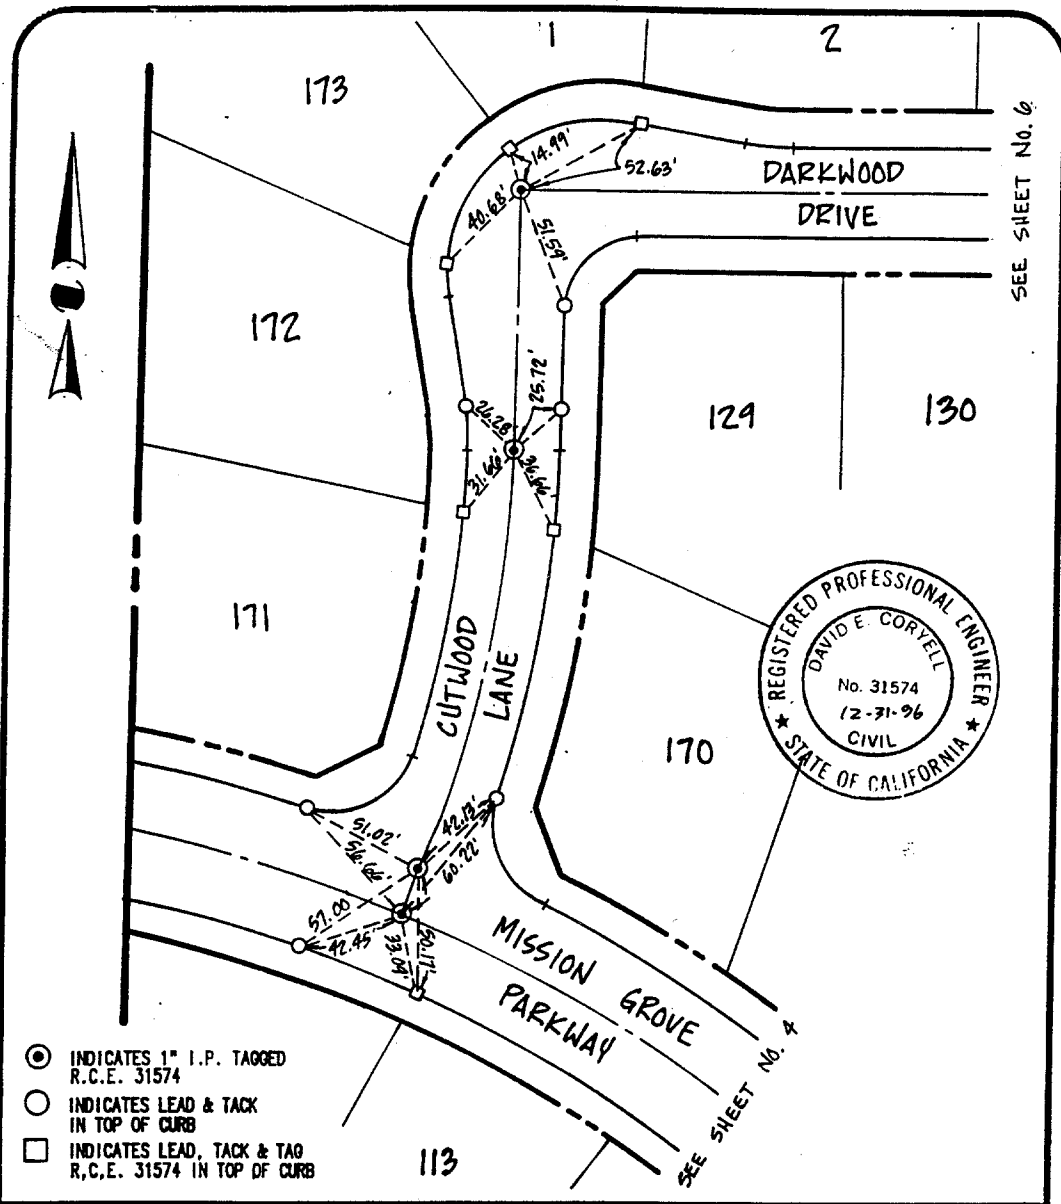 1
2
173
SEE SHEET NO. 6
14.99'
52.63'
DARKWOOD
DRIVE
40.68'
51.59'
172
25.72'
129
130
26.28'
31.66'
36.66'
171
CUTWOOD
LANE
REGISTERED PROFESSIONAL ENGINEER
DAVID E. CORYELL
No. 31574
12-31-96
CIVIL
★ STATE OF CALIFORNIA ★
170
51.02'
56.66'
42.13'
60.22'
57.00'
42.45'
33.09'
50.17'
MISSION GROVE
PARKWAY
SEE SHEET NO. 4
INDICATES 1" I.P. TAGGED
R.C.E. 31574
INDICATES LEAD & TACK
IN TOP OF CURB
INDICATES LEAD, TACK & TAG
R.C.E. 31574 IN TOP OF CURB
113